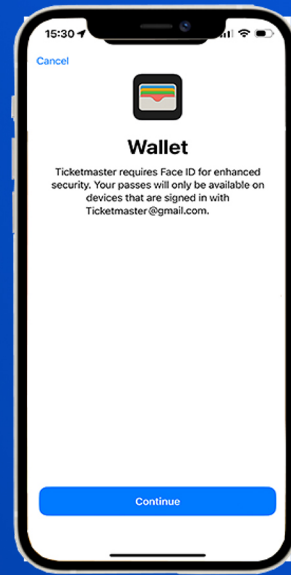 15:30
Cancel
Wallet
Ticketmaster requires Face ID for enhanced
security. Your passes will only be available on
devices that are signed in with
Ticketmaster@gmail.com.
Continue